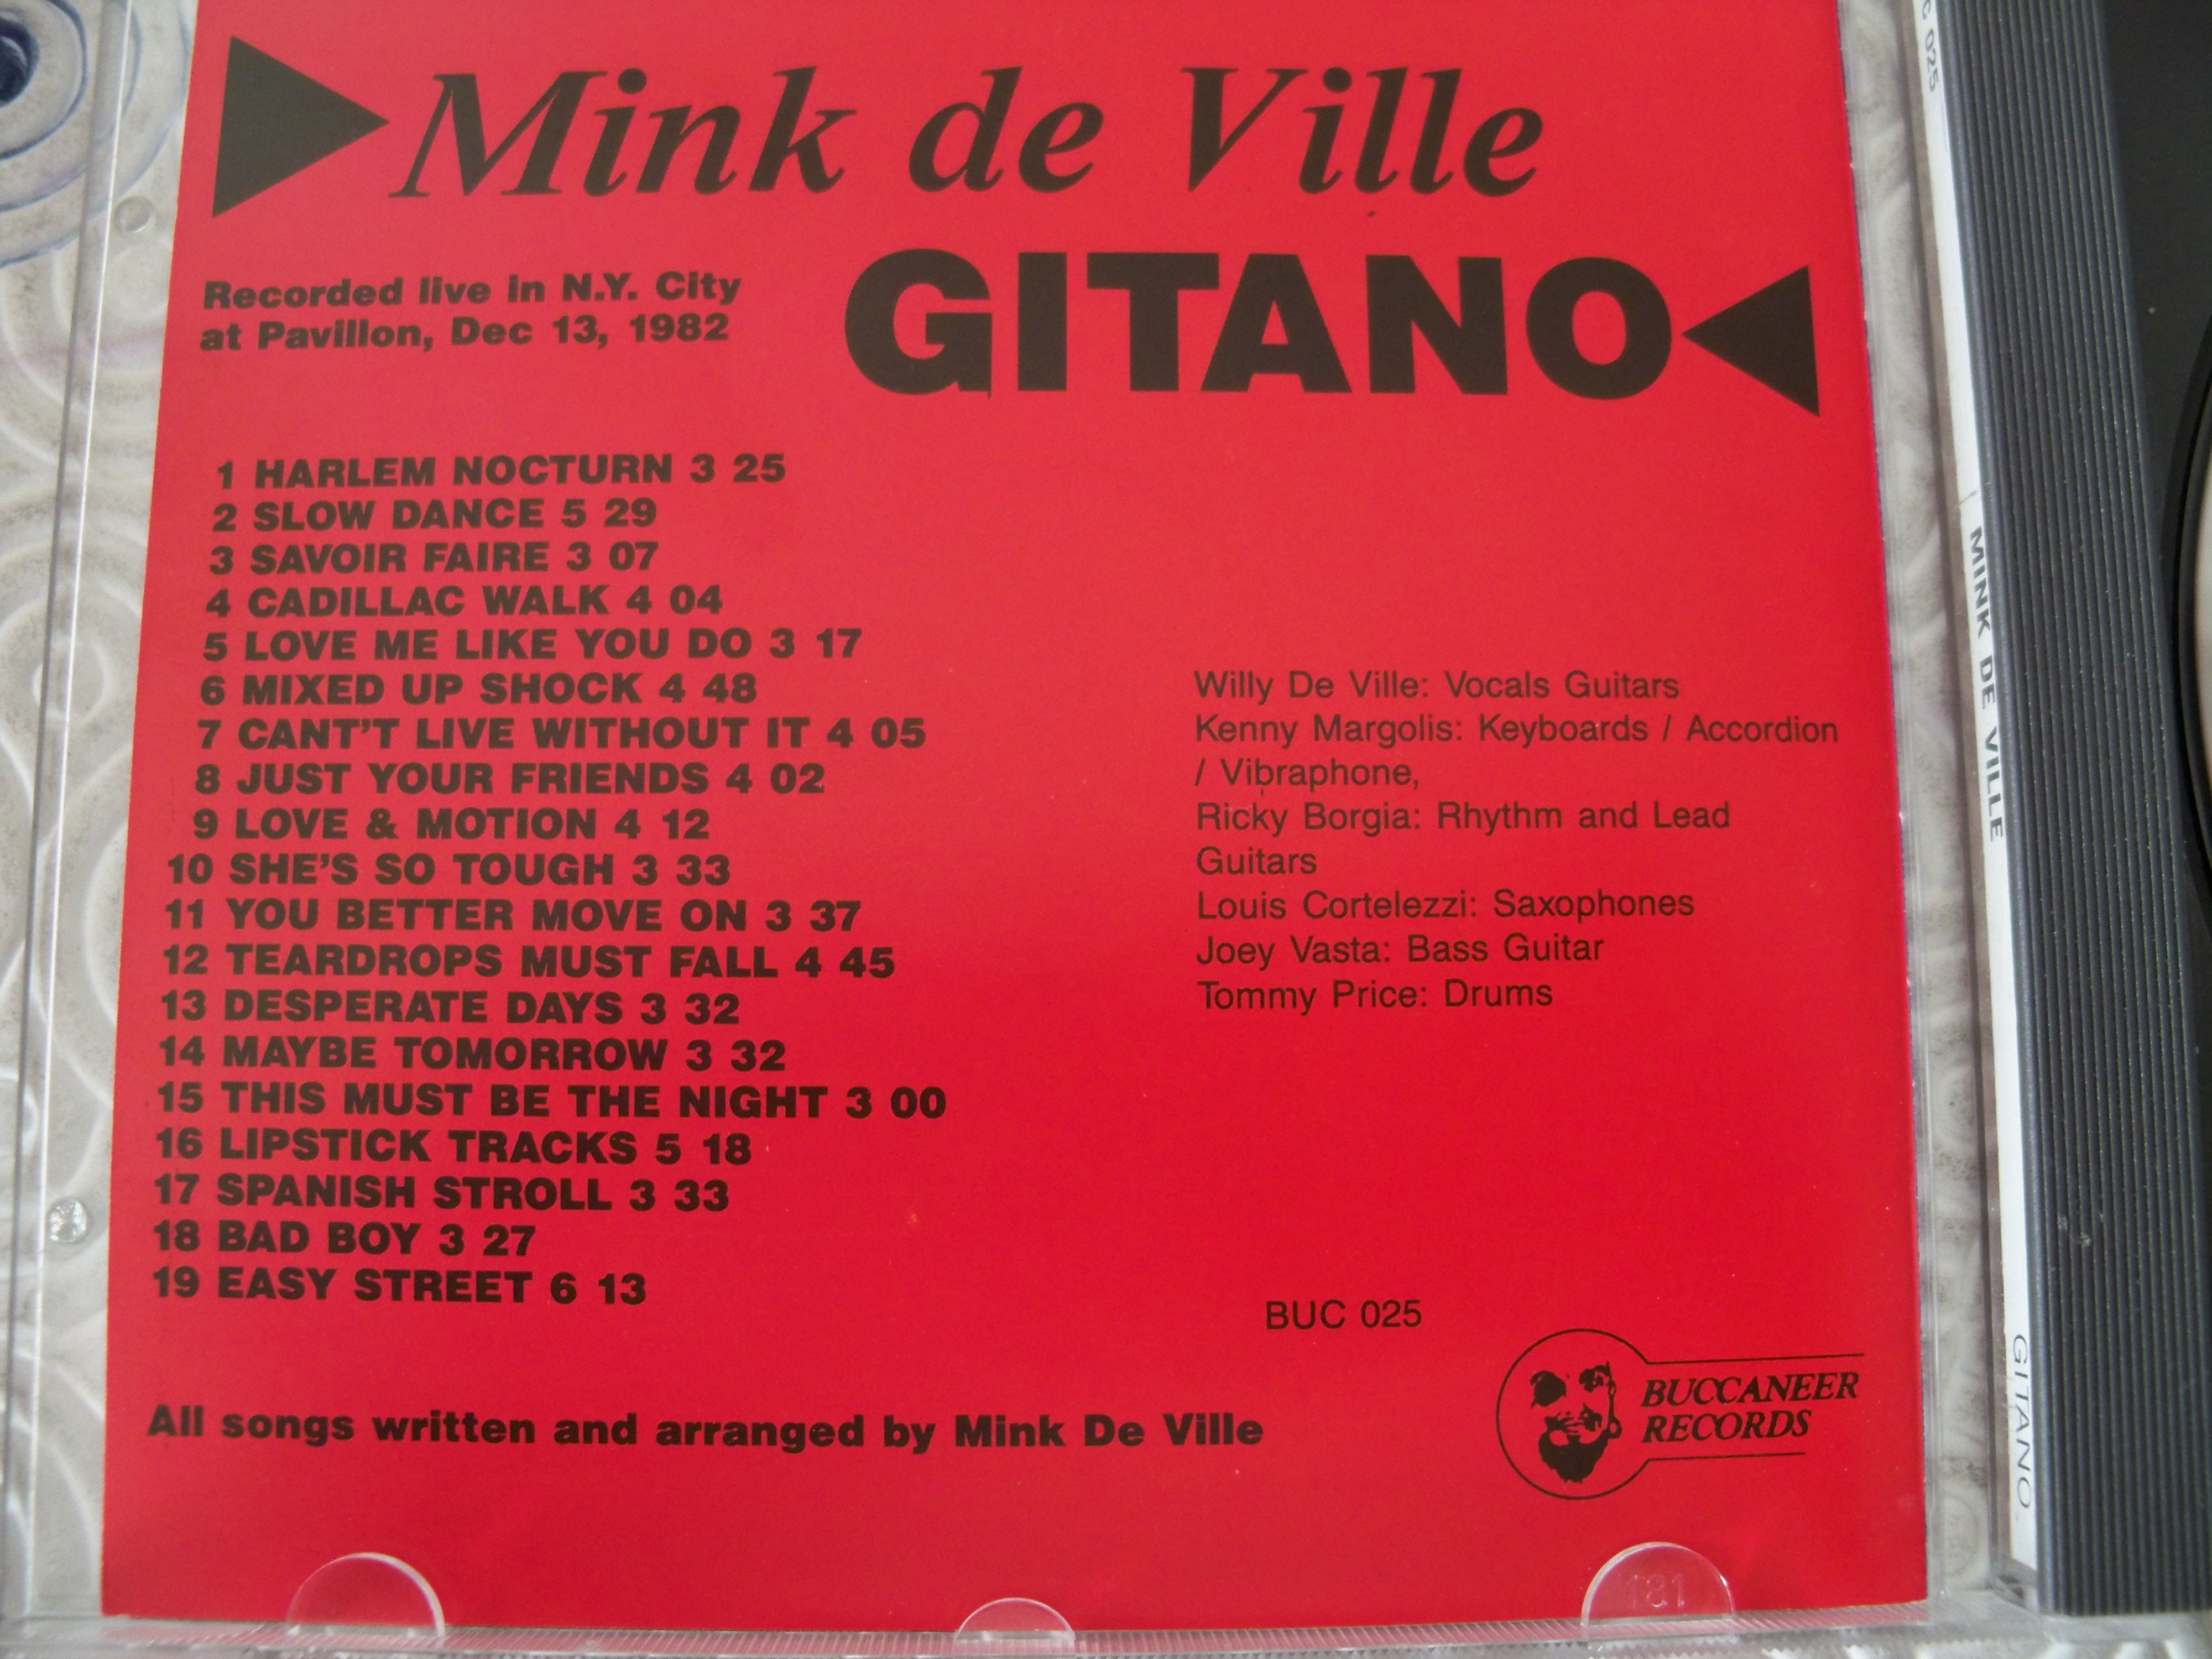 Mink de Ville
GITANO
Recorded live in N.Y. City
at Pavillon, Dec 13, 1982
1 HARLEM NOCTURN 3 25
2 SLOW DANCE 5 29
3 SAVOIR FAIRE 3 07
4 CADILLAC WALK 4 04
5 LOVE ME LIKE YOU DO 3 17
6 MIXED UP SHOCK 4 48
7 CANT'T LIVE WITHOUT IT 4 05
8 JUST YOUR FRIENDS 4 02
9 LOVE & MOTION 4 12
10 SHE'S SO TOUGH 3 33
11 YOU BETTER MOVE ON 3 37
12 TEARDROPS MUST FALL 4 45
13 DESPERATE DAYS 3 32
14 MAYBE TOMORROW 3 32
15 THIS MUST BE THE NIGHT 3 00
16 LIPSTICK TRACKS 5 18
17 SPANISH STROLL 3 33
18 BAD BOY 3 27
19 EASY STREET 6 13
Willy De Ville: Vocals Guitars
Kenny Margolis: Keyboards / Accordion
/ Vibraphone,
Ricky Borgia: Rhythm and Lead
Guitars
Louis Cortelezzi: Saxophones
Joey Vasta: Bass Guitar
Tommy Price: Drums
BUC 025
BUCCANEER
RECORDS
All songs written and arranged by Mink De Ville
025
MINK DE VILLE
GITANO
181